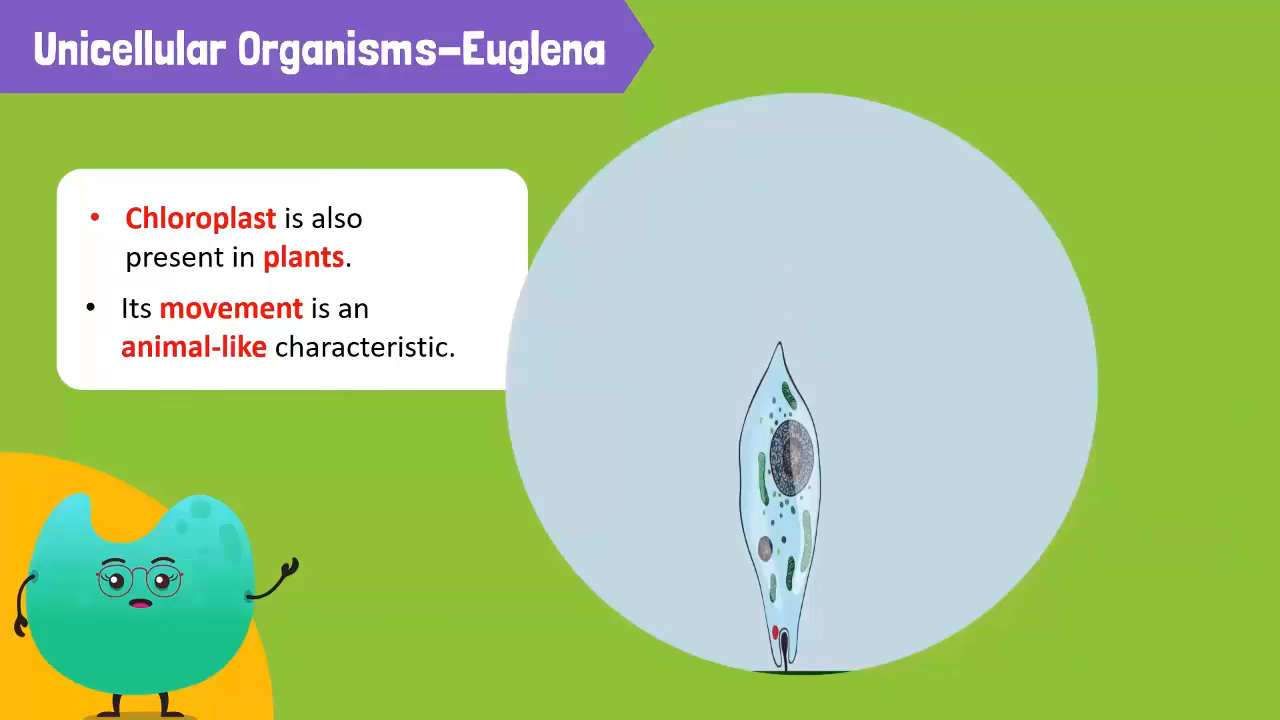 Unicellular Organisms–Euglena
• Chloroplast is also
present in plants.
• Its movement is an
animal-like characteristic.